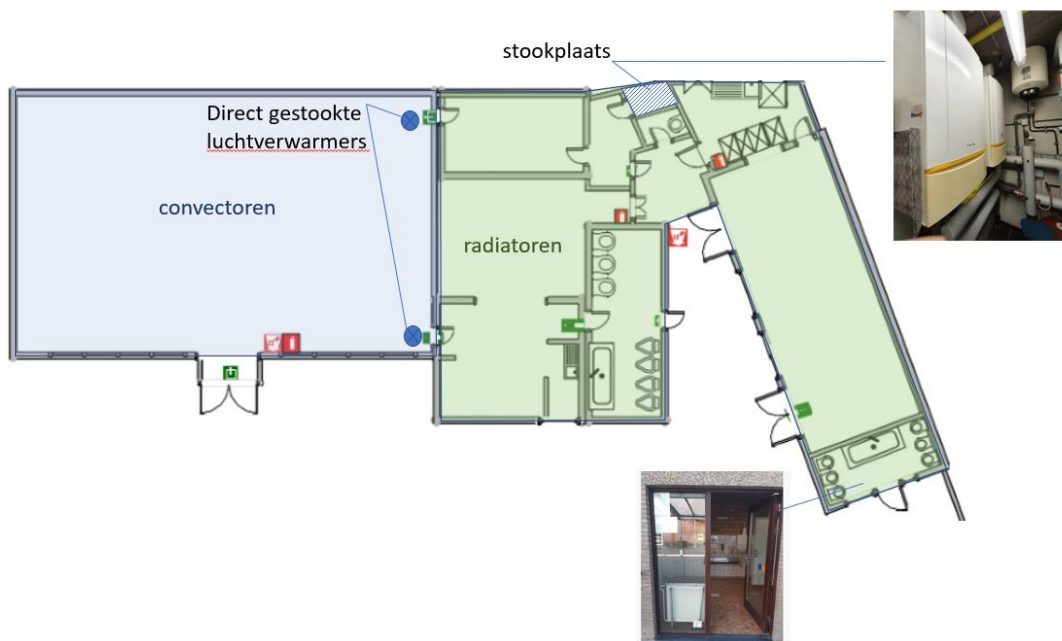 stookplaats
Direct gestookte
luchtverwarmers
convectoren
radiatoren